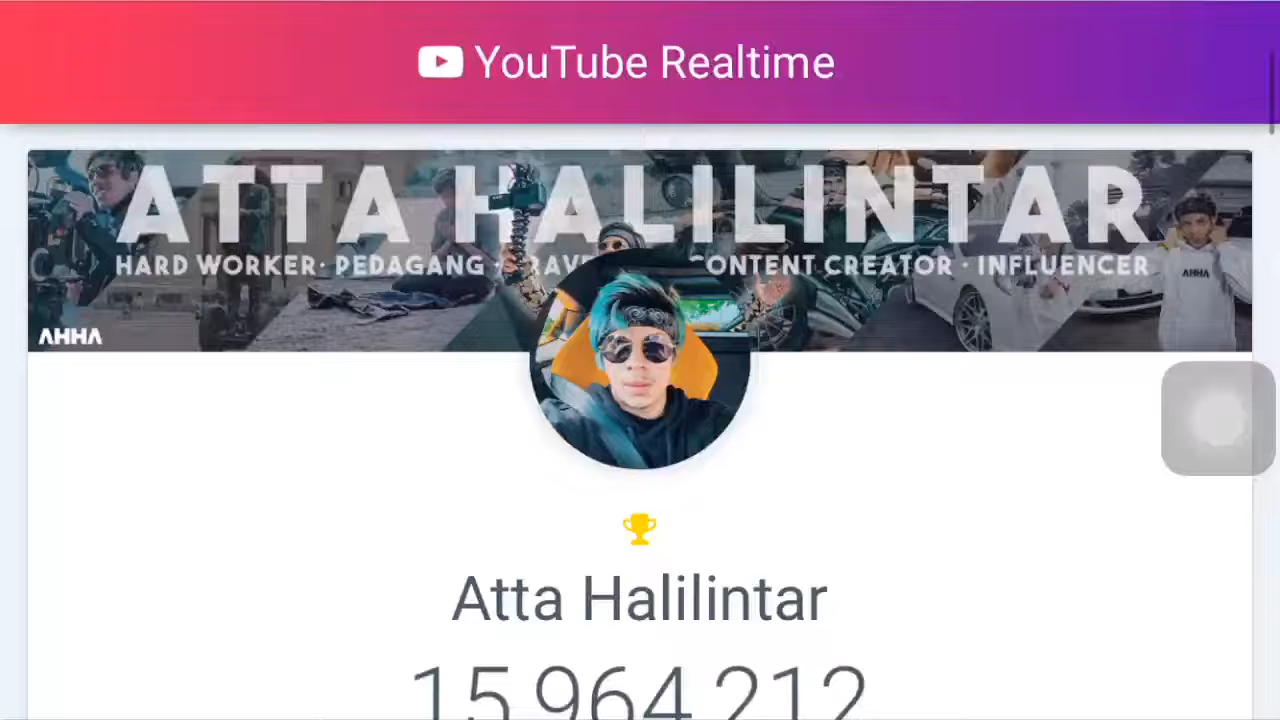 YouTube Realtime
ATTA HALILINTAR
HARD WORKER· PEDAGANG · CONTENT CREATOR · INFLUENCER
AHHA
AHHA
Atta Halilintar
15,964,212